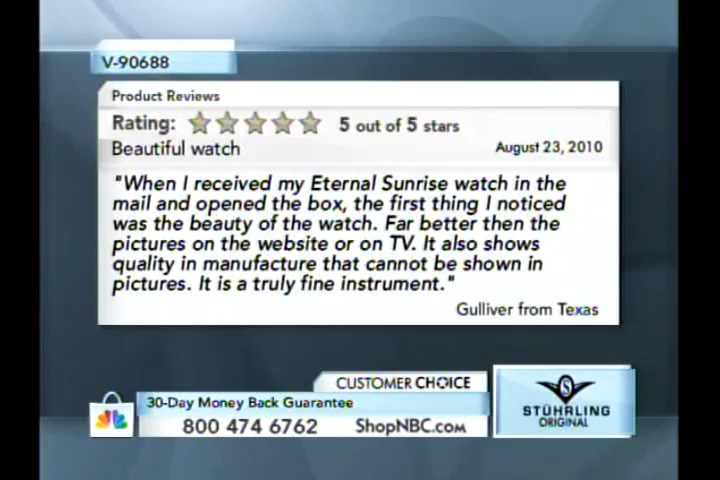 V-90688
Product Reviews
Rating: 5 out of 5 stars
Beautiful watch August 23, 2010
"When I received my Eternal Sunrise watch in the
mail and opened the box, the first thing I noticed
was the beauty of the watch. Far better then the
pictures on the website or on TV. It also shows
quality in manufacture that cannot be shown in
pictures. It is a truly fine instrument."
Gulliver from Texas
CUSTOMER CHOICE
30-Day Money Back Guarantee
800 474 6762 ShopNBC.com
S
STÜHRLING
ORIGINAL